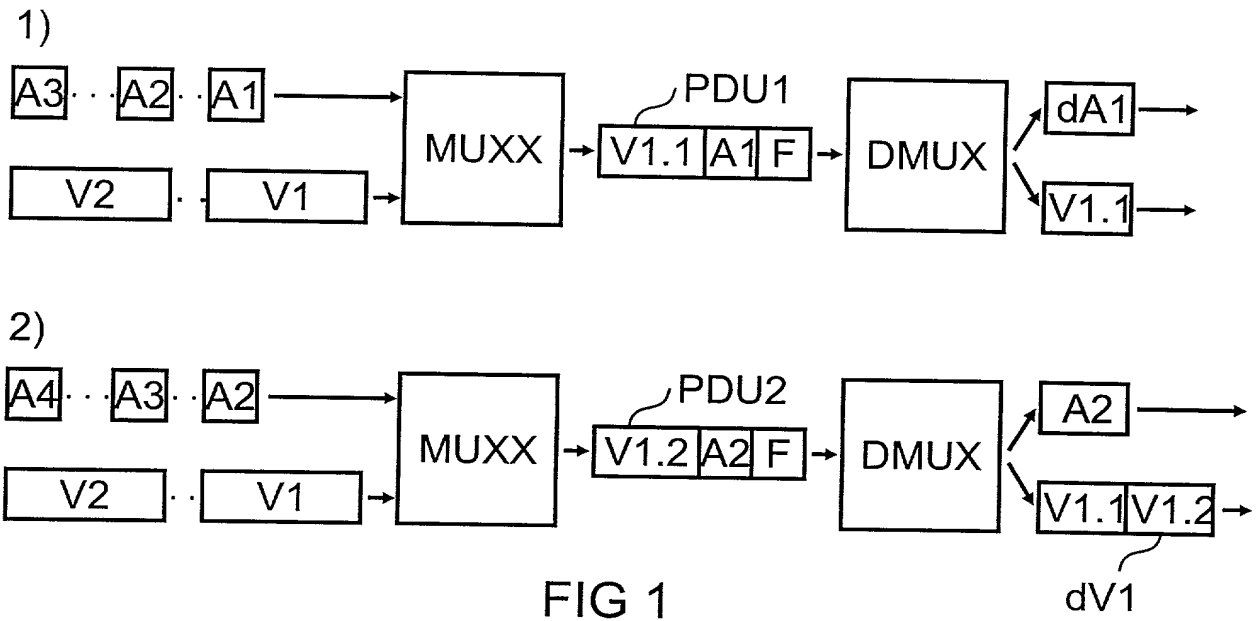 1)
A3 · · · A2 · · A1 PDU1 dA1
MUXX V1.1 A1 F DMUX
V2 · · V1 V1.1
2)
A4 · · · A3 · · A2 PDU2 A2
MUXX V1.2 A2 F DMUX
V2 · · V1 V1.1 V1.2
FIG 1 dV1